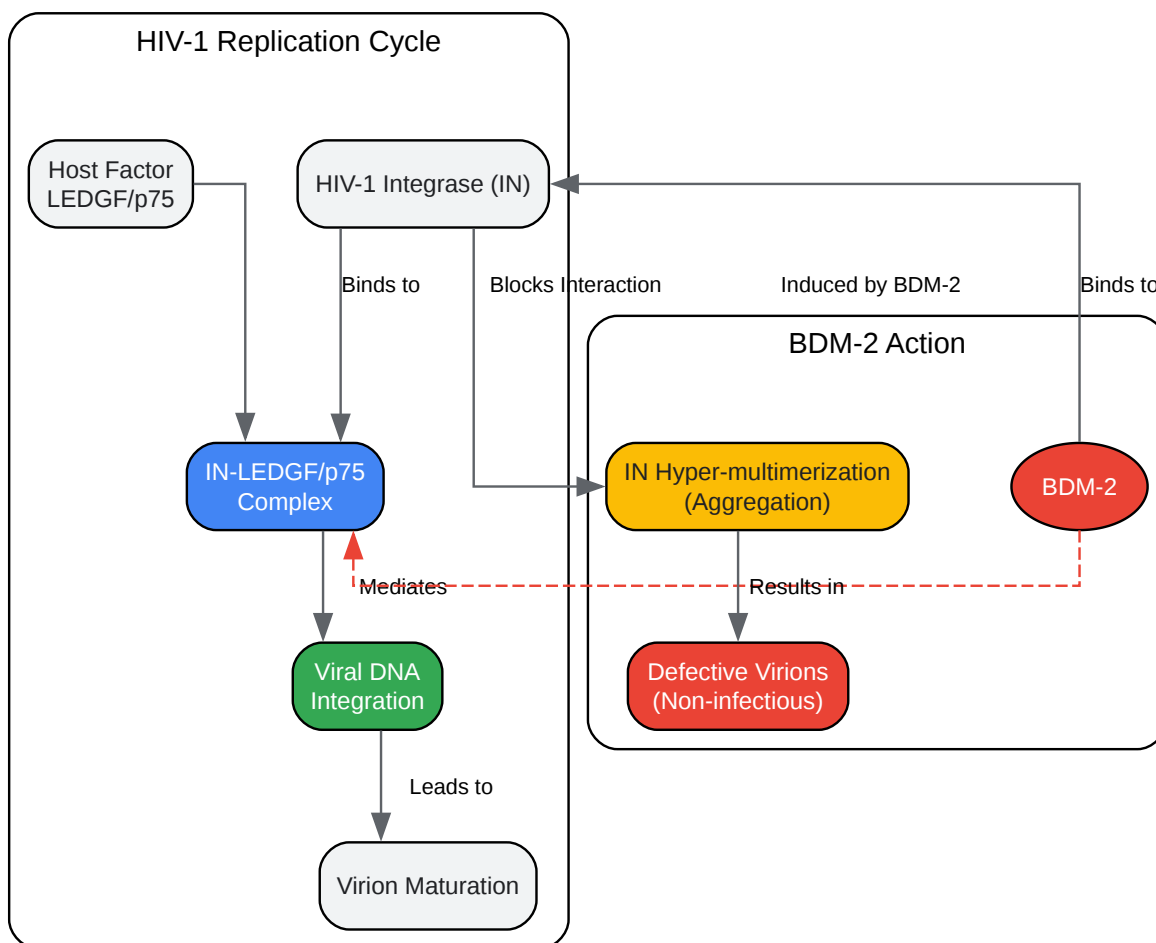 HIV-1 Replication Cycle
Host Factor
LEDGF/p75
HIV-1 Integrase (IN)
Binds to
Blocks Interaction
Induced by BDM-2
Binds to
BDM-2 Action
IN-LEDGF/p75
Complex
IN Hyper-multimerization
(Aggregation)
BDM-2
Mediates
Results in
Viral DNA
Integration
Defective Virions
(Non-infectious)
Leads to
Virion Maturation